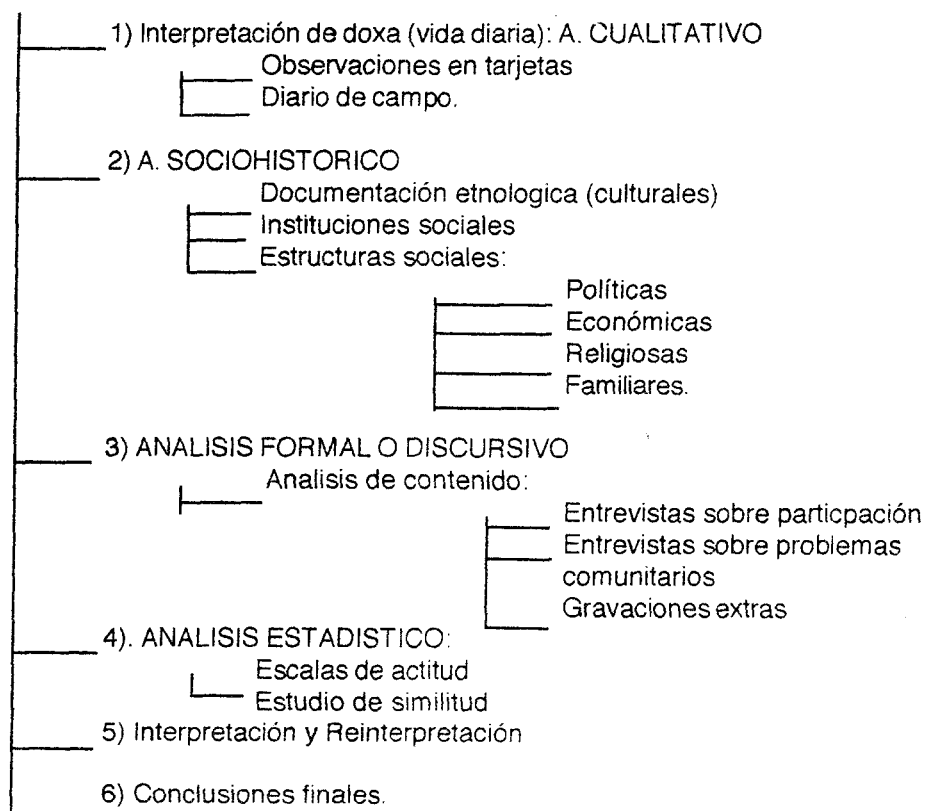 1) Interpretación de doxa (vida diaria): A. CUALITATIVO
Observaciones en tarjetas
Diario de campo.
2) A. SOCIOHISTORICO
Documentación etnologica (culturales)
Instituciones sociales
Estructuras sociales:
Políticas
Económicas
Religiosas
Familiares.
3) ANALISIS FORMAL O DISCURSIVO
Analisis de contenido:
Entrevistas sobre particpación
Entrevistas sobre problemas
comunitarios
Gravaciones extras
4). ANALISIS ESTADISTICO:
Escalas de actitud
Estudio de similitud
5) Interpretación y Reinterpretación
6) Conclusiones finales.